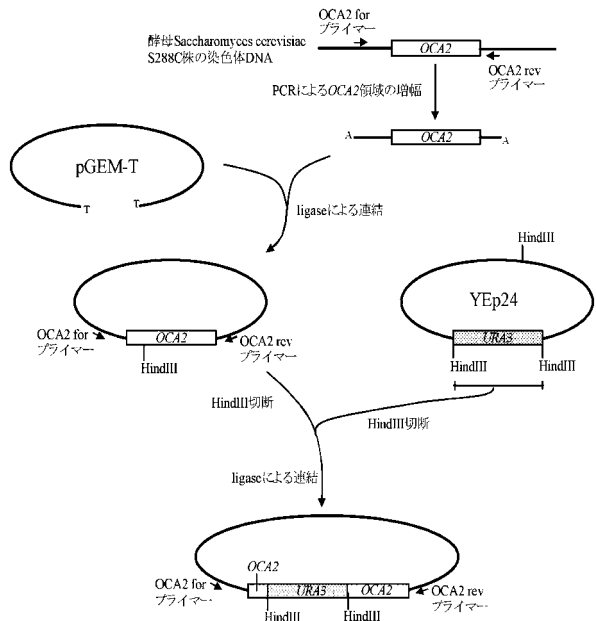 OCA2 for
プライマー
酵母Saccharomyces cerevisiae
S288C株の染色体DNA
OCA2
OCA2 rev
プライマー
PCRによるOCA2領域の増幅
A
OCA2
A
pGEM-T
T
T
ligaseによる連結
HindIII
YEp24
OCA2 for
プライマー
OCA2
OCA2 rev
プライマー
HindIII
URA3
HindIII
HindIII
HindIII切断
HindIII切断
ligaseによる連結
OCA2
OCA2 for
プライマー
URA3
OCA2
OCA2 rev
プライマー
HindIII
HindIII